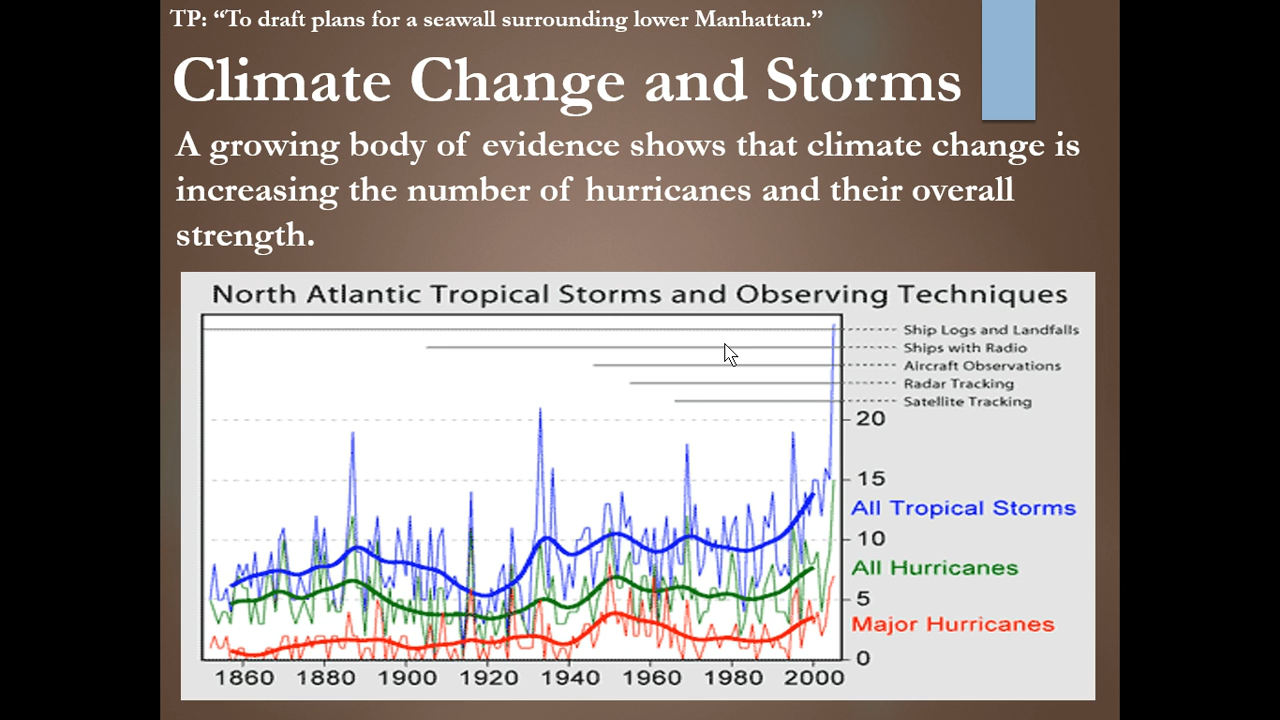 TP: “To draft plans for a seawall surrounding lower Manhattan.”
Climate Change and Storms
A growing body of evidence shows that climate change is
increasing the number of hurricanes and their overall
strength.
North Atlantic Tropical Storms and Observing Techniques
Ship Logs and Landfalls
Ships with Radio
Aircraft Observations
Radar Tracking
Satellite Tracking
20
15
All Tropical Storms
10
All Hurricanes
5
Major Hurricanes
0
1860 1880 1900 1920 1940 1960 1980 2000